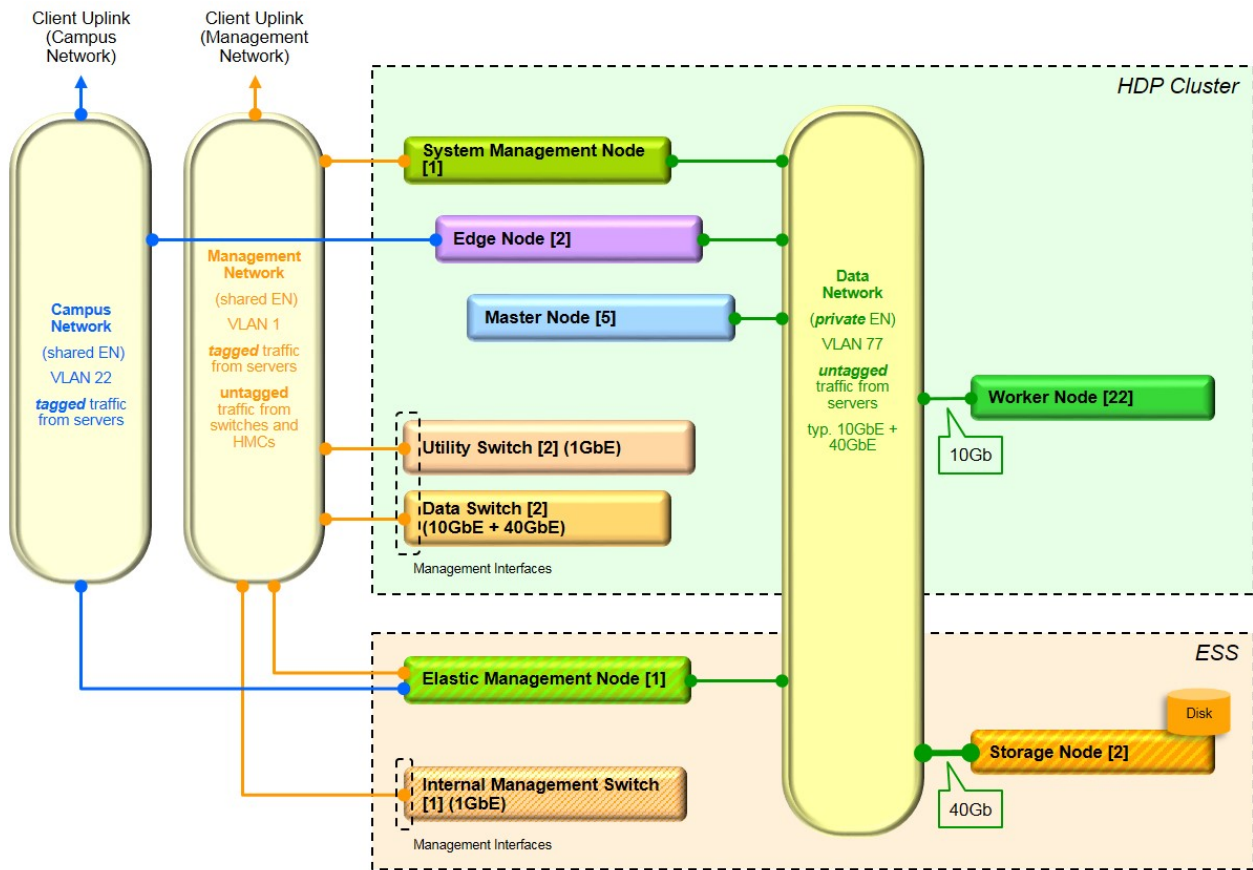 Client Uplink
(Campus
Network)
Client Uplink
(Management
Network)
HDP Cluster
System Management Node
[1]
Edge Node [2]
Master Node [5]
Campus
Network
(shared EN)
VLAN 22
tagged traffic
from servers
Management
Network
(shared EN)
VLAN 1
tagged traffic
from servers
untagged
traffic from
switches and
HMCs
Data
Network
(private EN)
VLAN 77
untagged
traffic from
servers
typ. 10GbE +
40GbE
Worker Node [22]
10Gb
Utility Switch [2] (1GbE)
Data Switch [2]
(10GbE + 40GbE)
Management Interfaces
ESS
Elastic Management Node [1]
Disk
Storage Node [2]
40Gb
Internal Management Switch
[1] (1GbE)
Management Interfaces